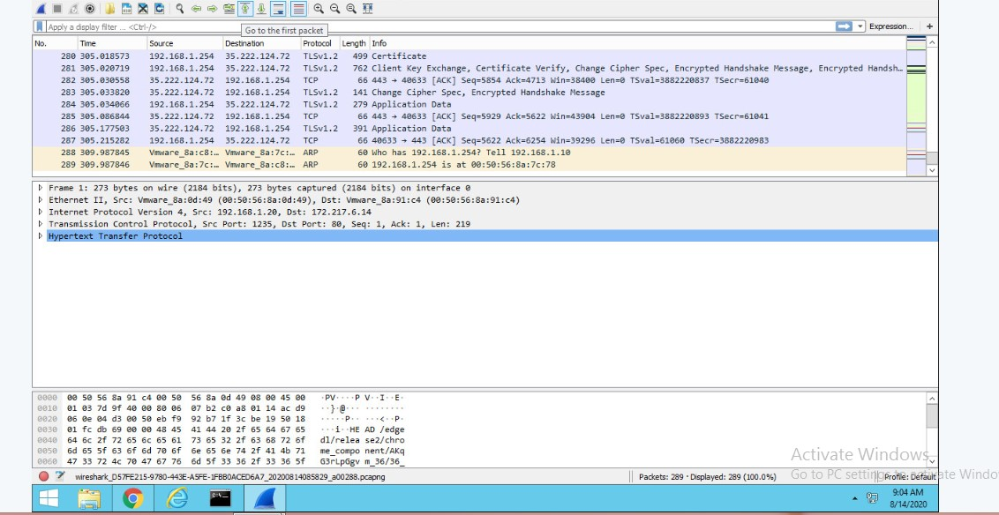 Apply a display filter ... <Ctrl-/>
Go to the first packet
Expression... +
No. Time Source Destination Protocol Length Info
280 305.018573 192.168.1.254 35.222.124.72 TLSv1.2 499 Certificate
281 305.020719 192.168.1.254 35.222.124.72 TLSv1.2 762 Client Key Exchange, Certificate Verify, Change Cipher Spec, Encrypted Handshake Message, Encrypted Handsh...
282 305.030558 35.222.124.72 192.168.1.254 TCP 66 443 → 40633 [ACK] Seq=5854 Ack=4713 Win=38400 Len=0 TSval=3882220837 TSecr=61040
283 305.033820 35.222.124.72 192.168.1.254 TLSv1.2 141 Change Cipher Spec, Encrypted Handshake Message
284 305.034066 192.168.1.254 35.222.124.72 TLSv1.2 279 Application Data
285 305.086844 35.222.124.72 192.168.1.254 TCP 66 443 → 40633 [ACK] Seq=5929 Ack=5622 Win=43904 Len=0 TSval=3882220893 TSecr=61041
286 305.177503 35.222.124.72 192.168.1.254 TLSv1.2 391 Application Data
287 305.215282 192.168.1.254 35.222.124.72 TCP 66 40633 → 443 [ACK] Seq=5622 Ack=6254 Win=39296 Len=0 TSval=61060 TSecr=3882220983
288 309.987845 Vmware_8a:c8:... Vmware_8a:7c:... ARP 60 Who has 192.168.1.254? Tell 192.168.1.10
289 309.987846 Vmware_8a:7c:... Vmware_8a:c8:... ARP 60 192.168.1.254 is at 00:50:56:8a:7c:78
Frame 1: 273 bytes on wire (2184 bits), 273 bytes captured (2184 bits) on interface 0
Ethernet II, Src: Vmware_8a:0d:49 (00:50:56:8a:0d:49), Dst: Vmware_8a:91:c4 (00:50:56:8a:91:c4)
Internet Protocol Version 4, Src: 192.168.1.20, Dst: 172.217.6.14
Transmission Control Protocol, Src Port: 1235, Dst Port: 80, Seq: 1, Ack: 1, Len: 219
Hypertext Transfer Protocol
0000 00 50 56 8a 91 c4 00 50 56 8a 0d 49 08 00 45 00 ·PV····P V··I··E·
0010 01 03 7d 9f 40 00 80 06 07 b2 c0 a8 01 14 ac d9 ··}·@··· ········
0020 06 0e 04 d3 00 50 eb f9 92 b7 1f 3c be 19 50 18 ·····P·· ···<··P·
0030 01 fc db 69 00 00 48 45 41 44 20 2f 65 64 67 65 ···i··HE AD /edge
0040 64 6c 2f 72 65 6c 65 61 73 65 32 2f 63 68 72 6f dl/relea se2/chro
0050 6d 65 5f 63 6f 6d 70 6f 6e 65 6e 74 2f 41 4b 71 me_compo nent/AKq
0060 47 33 72 4c 70 47 67 76 6d 5f 33 36 2f 33 36 5f G3rLpGgv m_36/36_
Activate Windows
Go to PC settings to activate Windo
wireshark_D57FE215-9780-443E-A5FE-1FBB0ACED6A7_20200814085829_a00288.pcapng
Packets: 289 · Displayed: 289 (100.0%)
Profile: Default
9:04 AM
8/14/2020